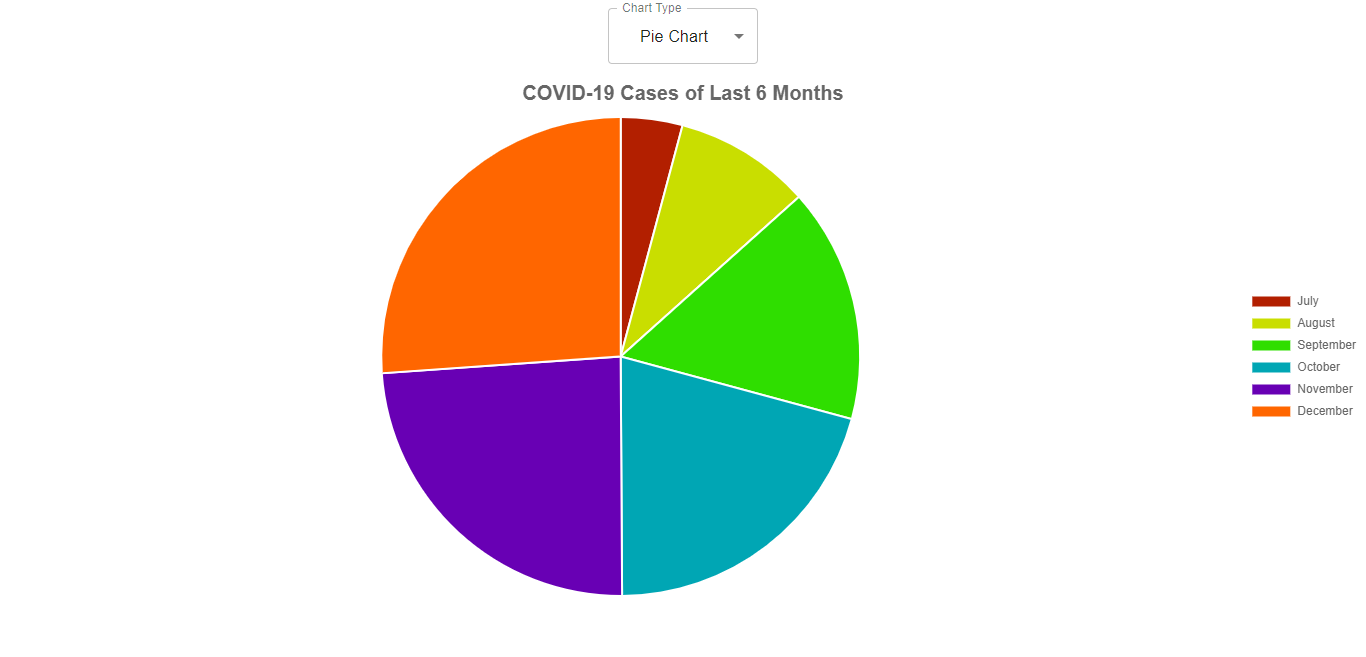 Chart Type
Pie Chart
COVID-19 Cases of Last 6 Months
July
August
September
October
November
December